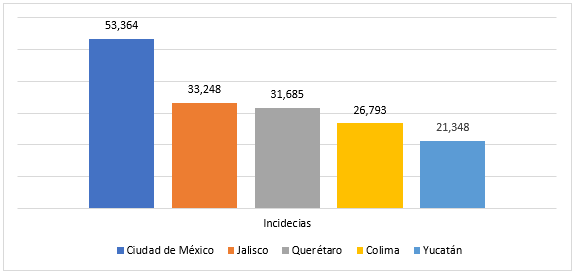 53,364
33,248
31,685
26,793
21,348
Incidecias
Ciudad de México Jalisco Querétaro Colima Yucatán